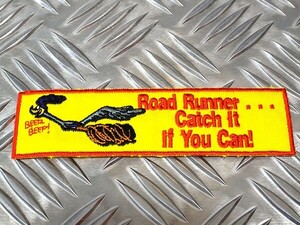 Road Runner . . .
Catch It
If You Can!
BEEP, BEEP!